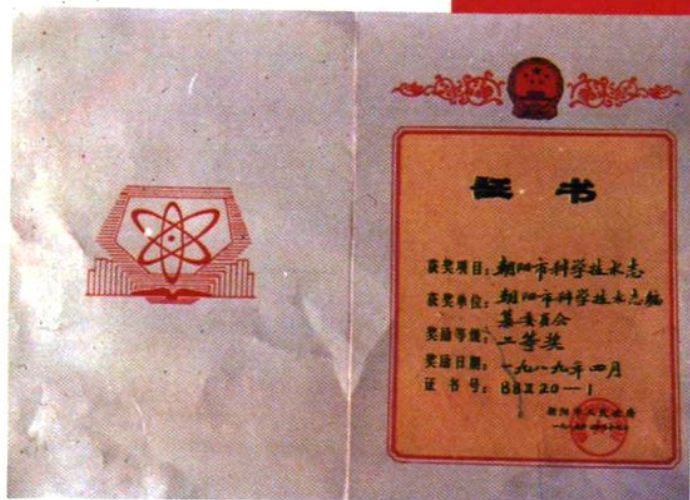 证书
获奖项目：朝阳市科学技术志
获奖单位：朝阳市科学技术志编
纂委员会
奖励等级：二等奖
奖励日期：一九八九年四月
证书号：88Ⅱ20—1
朝阳市人民政府